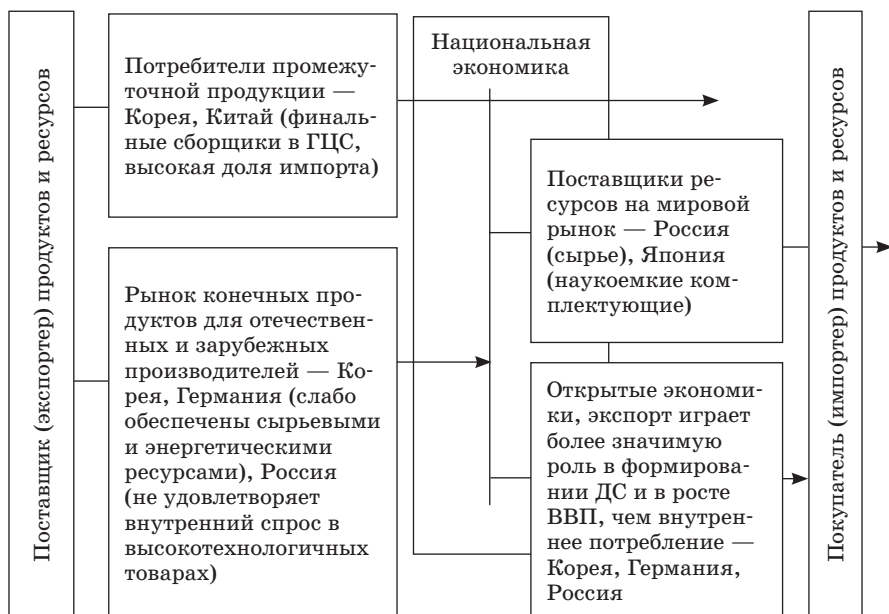 Поставщик (экспортер) продуктов и ресурсов
Потребители промежу-
точной продукции —
Корея, Китай (финаль-
ные сборщики в ГЦС,
высокая доля импорта)
Рынок конечных про-
дуктов для отечествен-
ных и зарубежных
производителей — Ко-
рея, Германия (слабо
обеспечены сырьевыми
и энергетическими
ресурсами), Россия
(не удовлетворяет
внутренний спрос в
высокотехнологичных
товарах)
Национальная
экономика
Поставщики ре-
сурсов на мировой
рынок — Россия
(сырье), Япония
(наукоемкие ком-
плектующие)
Открытые экономи-
ки, экспорт играет
более значимую
роль в формирова-
нии ДС и в росте
ВВП, чем внутрен-
нее потребление —
Корея, Германия,
Россия
Покупатель (импортер) продуктов и ресурсов